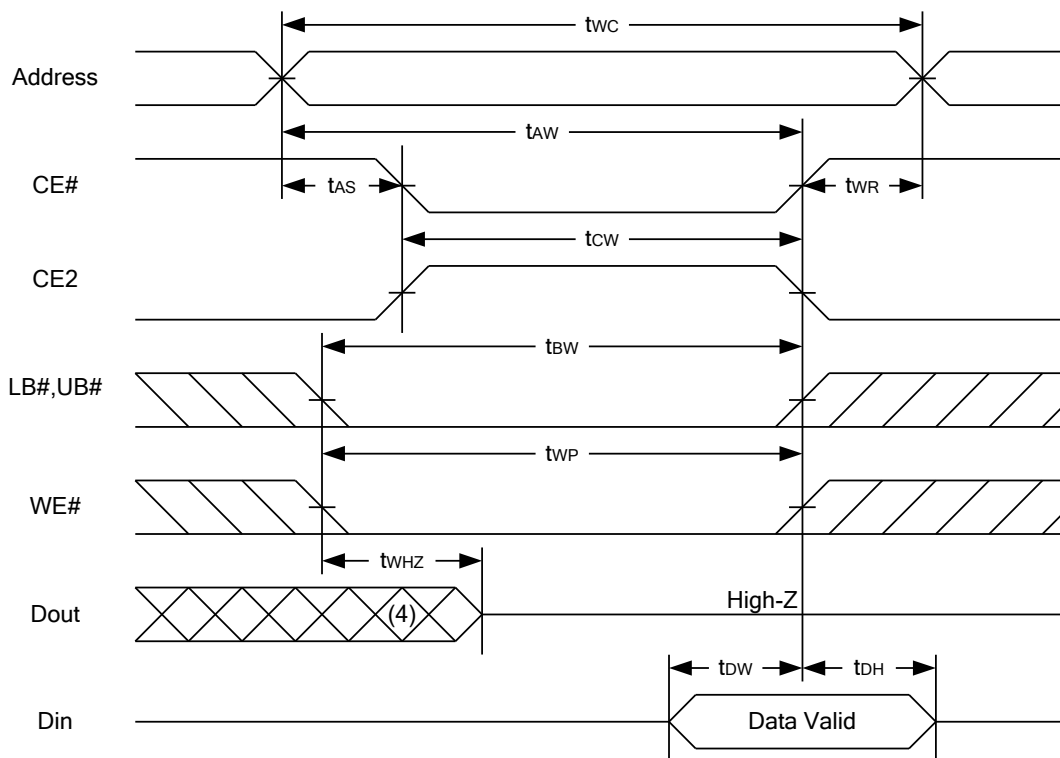 tWC
Address
tAW
CE#
tAS
tWR
tCW
CE2
tBW
LB#,UB#
tWP
WE#
tWHZ
Dout
(4)
High-Z
tDW
tDH
Din
Data Valid